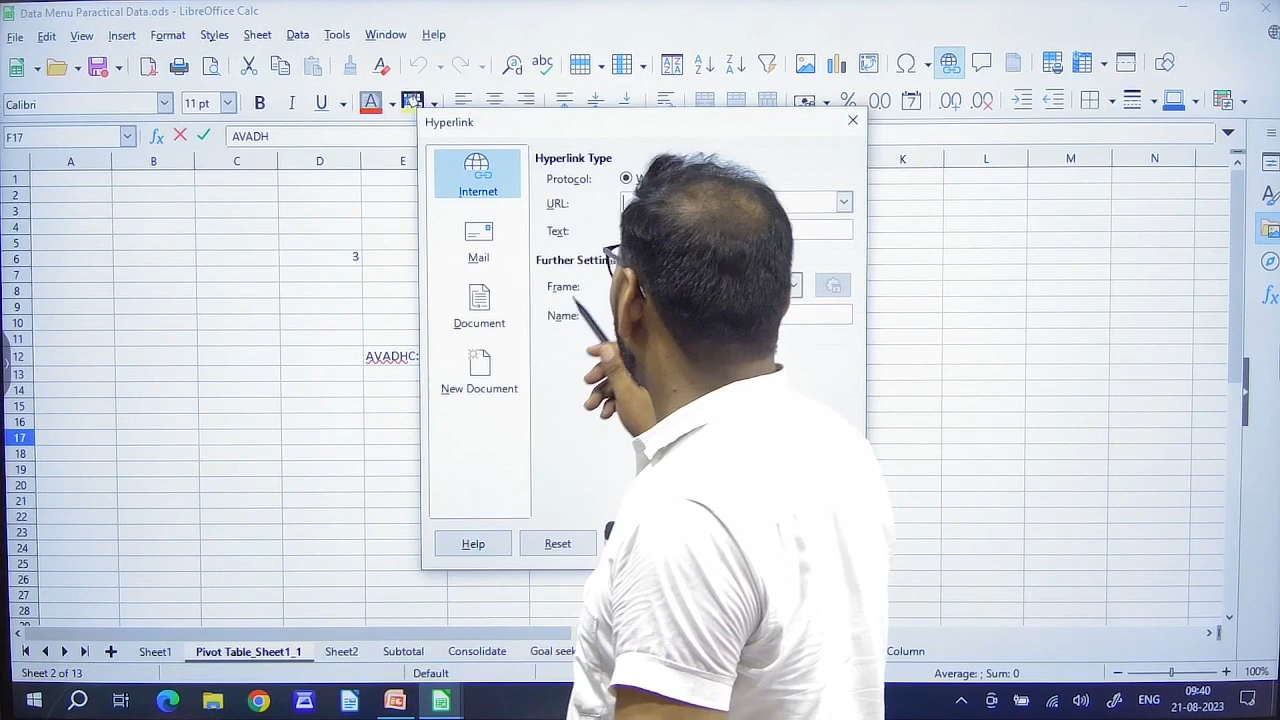 Data Menu Paractical Data.ods - LibreOffice Calc
File Edit View Insert Format Styles Sheet Data Tools Window Help
Calibri 11 pt B I U A % 0.0 7
F17 fx AVADH
A B C D E K L M N
Hyperlink
Internet
Mail
Document
New Document
Hyperlink Type
Protocol: W
URL:
Text:
Further Settin
Frame:
Name:
Help Reset
1
2
3
4
5
6 3
7
8
9
10
11
12 AVADHC:
13
14
15
16
17
18
19
20
21
22
23
24
25
26
27
28
Sheet1 Pivot Table_Sheet1_1 Sheet2 Subtotal Consolidate Goal seek Column
Sheet 2 of 13 Default Average: ; Sum: 0 100%
ENG 09:40
21-08-2023